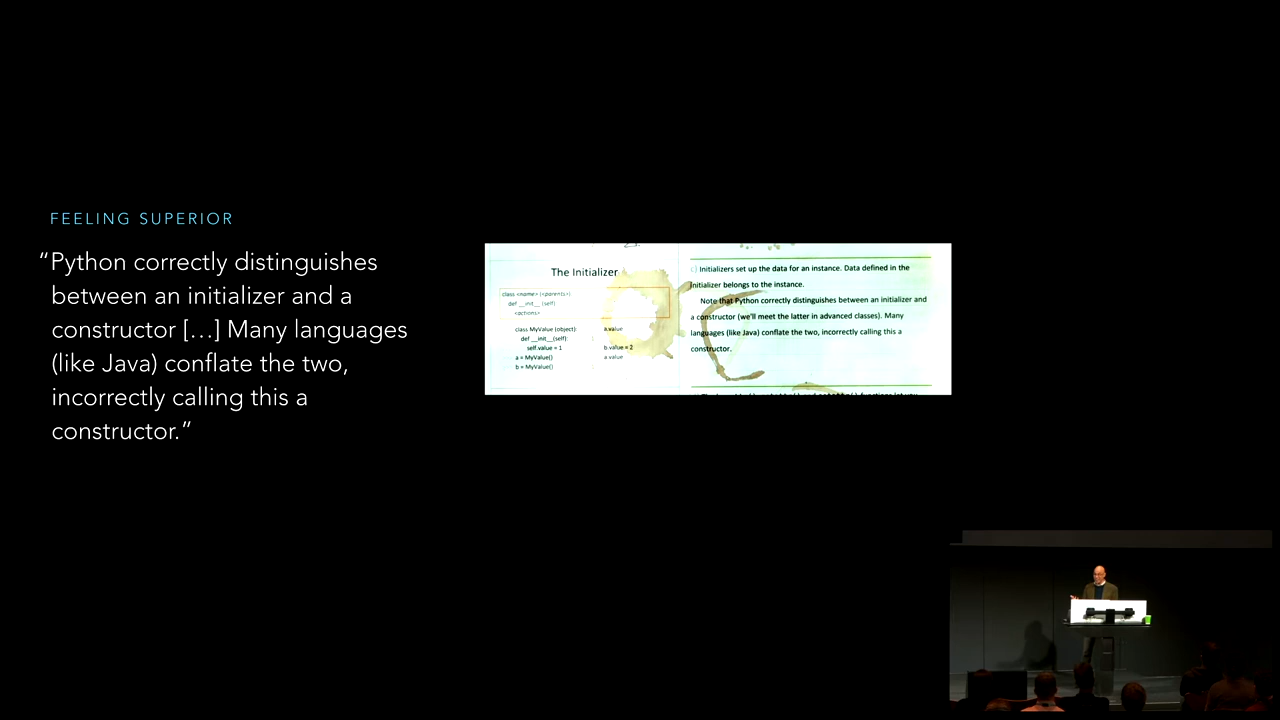 FEELING SUPERIOR
“Python correctly distinguishes
between an initializer and a
constructor […] Many languages
(like Java) conflate the two,
incorrectly calling this a
constructor.“
The Initializer
class <name> (<parents>)
def __init__ (self)
<actions>
class MyValue (object):
def __init__(self):
self.value = 1
a = MyValue()
b = MyValue()
a.value
b.value = 2
a.value
c) Initializers set up the data for an instance. Data defined in the
initializer belongs to the instance.
Note that Python correctly distinguishes between an initializer and
a constructor (we'll meet the latter in advanced classes). Many
languages (like Java) conflate the two, incorrectly calling this a
constructor.